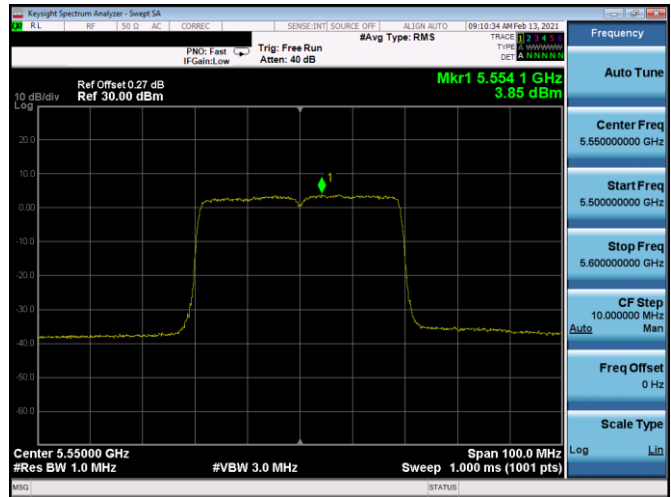 Keysight Spectrum Analyzer - Swept SA
RL RF 50 Ω AC CORREC SENSE:INT SOURCE OFF ALIGN AUTO 09:10:34 AM Feb 13, 2021
#Avg Type: RMS
TRACE 1 2 3 4 5 6
TYPE A WWWWW
DET A N N N N N
PNO: Fast
IFGain:Low
Trig: Free Run
Atten: 40 dB
Frequency
Auto Tune
Mkr1 5.554 1 GHz
3.85 dBm
Ref Offset 0.27 dB
10 dB/div Ref 30.00 dBm
Log
20.0
10.0
0.00
-10.0
-20.0
-30.0
-40.0
-50.0
-60.0
1
Center Freq
5.550000000 GHz
Start Freq
5.500000000 GHz
Stop Freq
5.600000000 GHz
CF Step
10.000000 MHz
Auto Man
Freq Offset
0 Hz
Scale Type
Log Lin
Center 5.55000 GHz Span 100.0 MHz
#Res BW 1.0 MHz #VBW 3.0 MHz Sweep 1.000 ms (1001 pts)
MSG STATUS